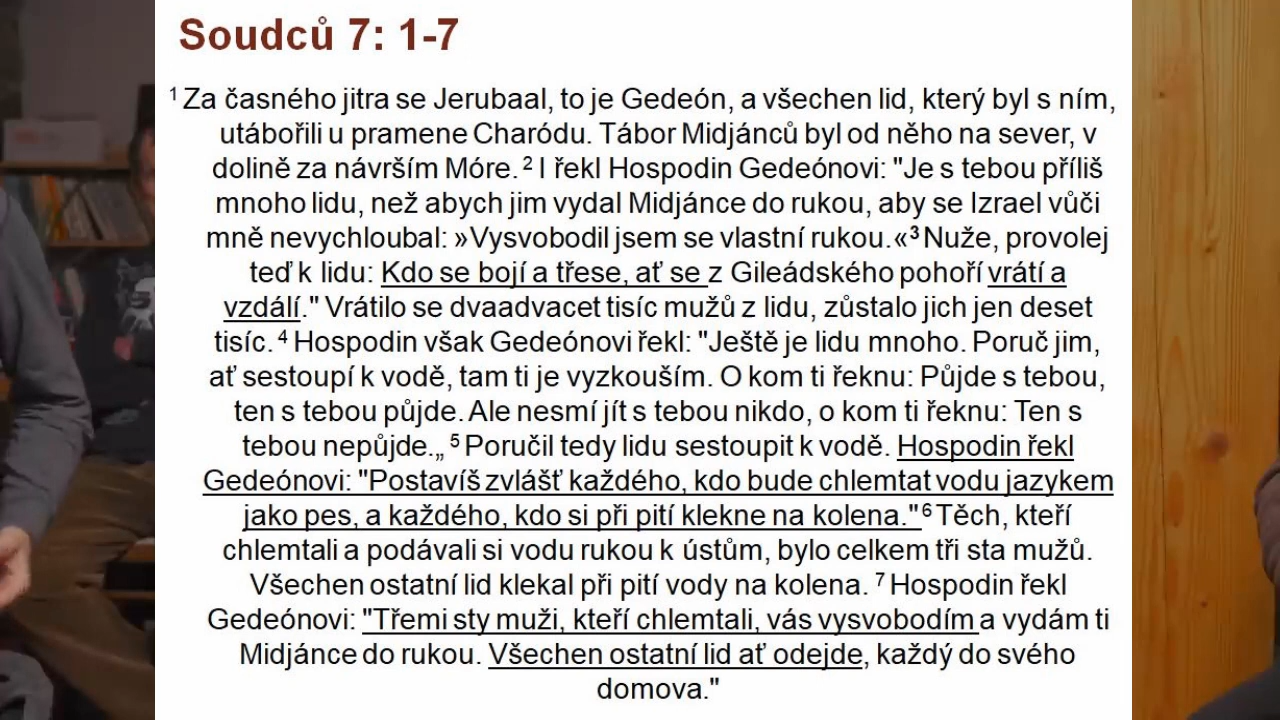 Soudců 7: 1-7
¹ Za časného jitra se Jerubaal, to je Gedeón, a všechen lid, který byl s ním,
utábořili u pramene Charódu. Tábor Midjánců byl od něho na sever, v
dolině za návrším Móre. ² I řekl Hospodin Gedeónovi: "Je s tebou příliš
mnoho lidu, než abych jim vydal Midjánce do rukou, aby se Izrael vůči
mně nevychloubal: »Vysvobodil jsem se vlastní rukou.«³ Nuže, provolej
teď k lidu: Kdo se bojí a třese, ať se z Gileádského pohoří vrátí a
vzdálí." Vrátilo se dvaadvacet tisíc mužů z lidu, zůstalo jich jen deset
tisíc. ⁴ Hospodin však Gedeónovi řekl: "Ještě je lidu mnoho. Poruč jim,
ať sestoupí k vodě, tam ti je vyzkouším. O kom ti řeknu: Půjde s tebou,
ten s tebou půjde. Ale nesmí jít s tebou nikdo, o kom ti řeknu: Ten s
tebou nepůjde.„ ⁵ Poručil tedy lidu sestoupit k vodě. Hospodin řekl
Gedeónovi: "Postavíš zvlášť každého, kdo bude chlemtat vodu jazykem
jako pes, a každého, kdo si při pití klekne na kolena." ⁶ Těch, kteří
chlemtali a podávali si vodu rukou k ústům, bylo celkem tři sta mužů.
Všechen ostatní lid klekal při pití vody na kolena. ⁷ Hospodin řekl
Gedeónovi: "Třemi sty muži, kteří chlemtali, vás vysvobodím a vydám ti
Midjánce do rukou. Všechen ostatní lid ať odejde, každý do svého
domova."